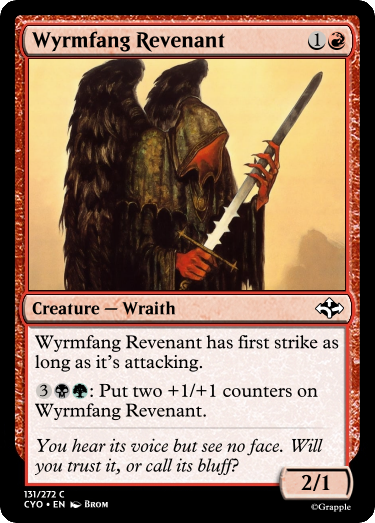 Wyrmfang Revenant 1
Creature — Wraith
Wyrmfang Revenant has first strike as
long as it's attacking.
3: Put two +1/+1 counters on
Wyrmfang Revenant.
You hear its voice but see no face. Will
you trust it, or call its bluff?
2/1
131/272 C
CYO • EN Brom
©Grapple